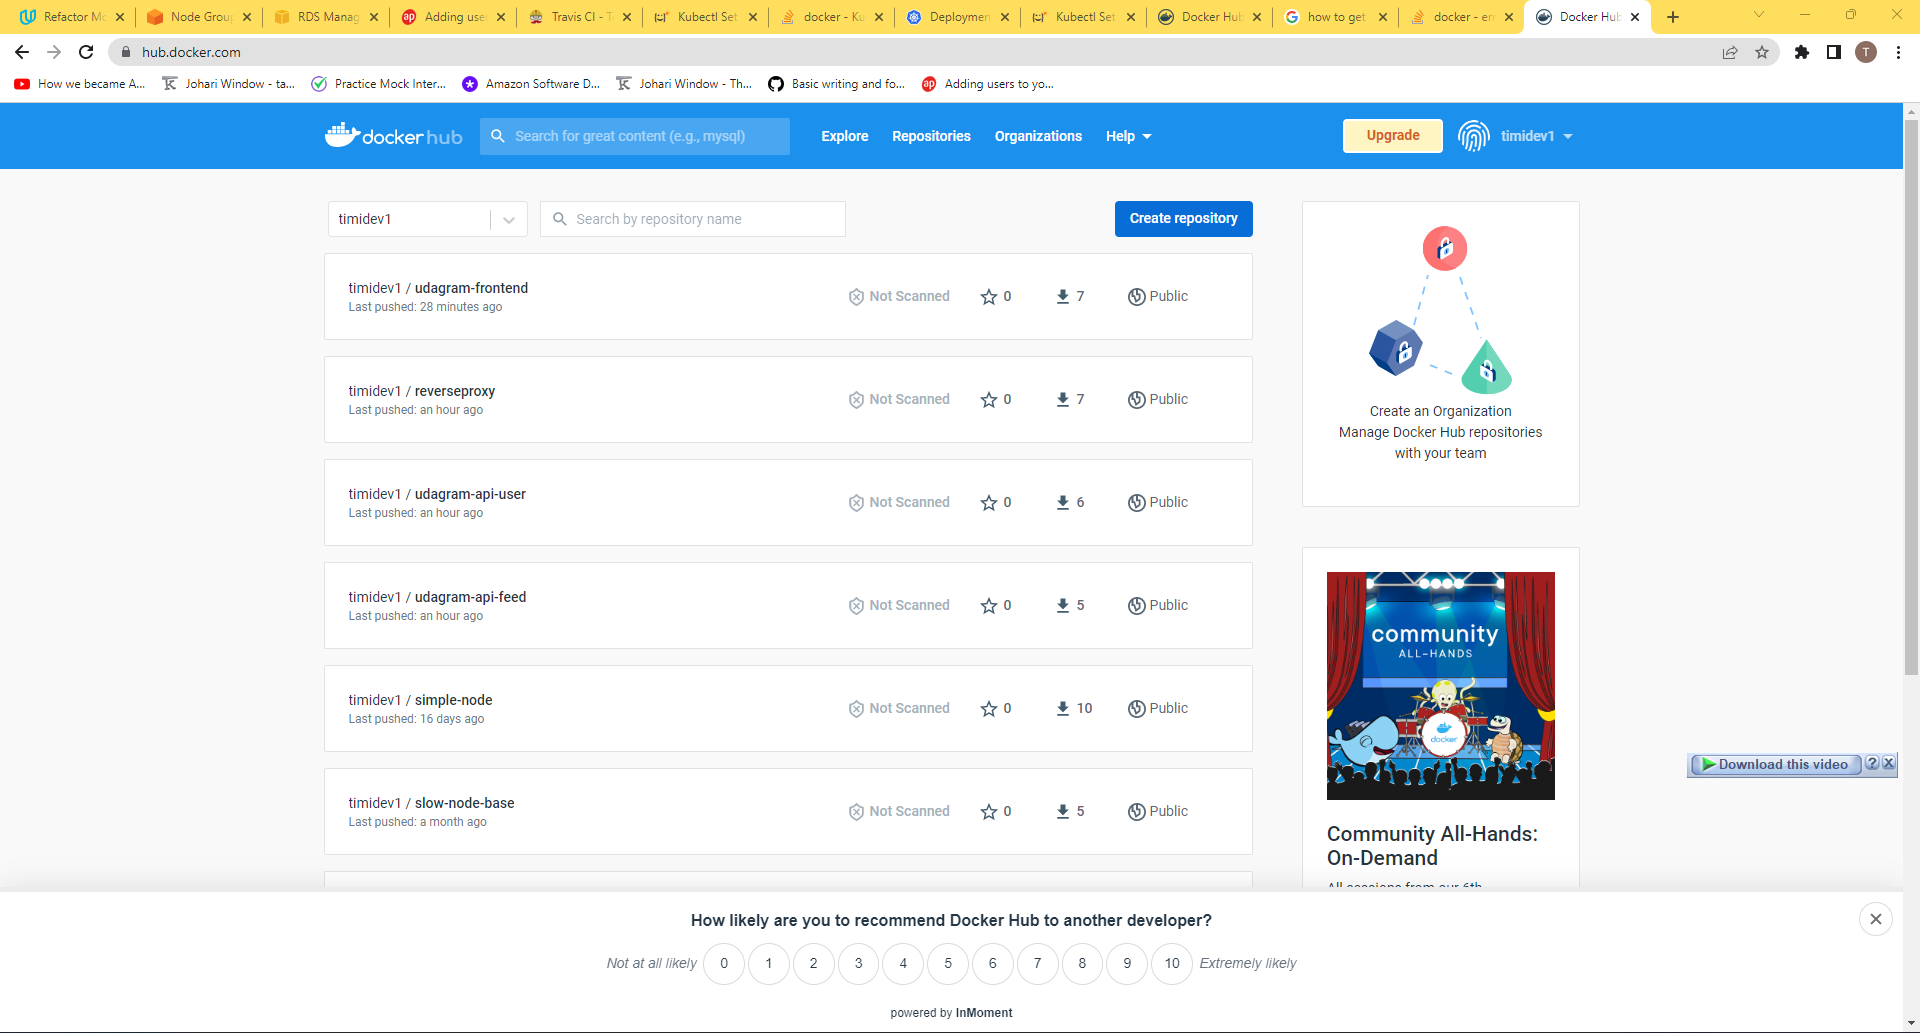 Refactor Mo
Node Group
RDS Manag
Adding user
Travis CI - T
Kubectl Set
docker - Ku
Deploymen
Kubectl Set
Docker Hub
how to get
docker - err
Docker Hub
hub.docker.com
T
How we became A...
Johari Window - ta...
Practice Mock Inter...
Amazon Software D...
Johari Window - Th...
Basic writing and fo...
Adding users to yo...
docker hub
Search for great content (e.g., mysql)
Explore
Repositories
Organizations
Help
Upgrade
timidev1
timidev1
Search by repository name
Create repository
timidev1 / udagram-frontend
Last pushed: 28 minutes ago
Not Scanned
0
7
Public
timidev1 / reverseproxy
Last pushed: an hour ago
Not Scanned
0
7
Public
timidev1 / udagram-api-user
Last pushed: an hour ago
Not Scanned
0
6
Public
timidev1 / udagram-api-feed
Last pushed: an hour ago
Not Scanned
0
5
Public
timidev1 / simple-node
Last pushed: 16 days ago
Not Scanned
0
10
Public
timidev1 / slow-node-base
Last pushed: a month ago
Not Scanned
0
5
Public
Create an Organization
Manage Docker Hub repositories
with your team
community
ALL-HANDS
docker
Download this video
Community All-Hands:
On-Demand
All sessions from our 6th
How likely are you to recommend Docker Hub to another developer?
Not at all likely
0
1
2
3
4
5
6
7
8
9
10
Extremely likely
powered by InMoment